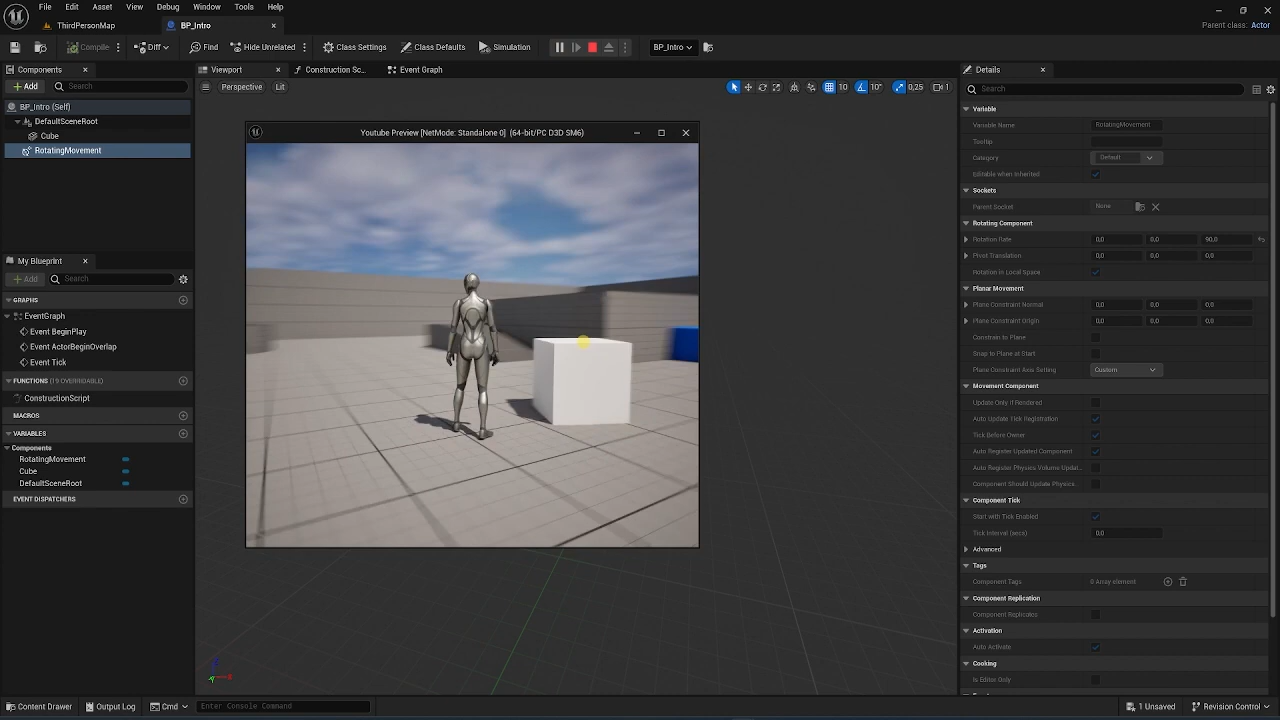 File Edit Asset View Debug Window Tools Help
ThirdPersonMap BP_Intro Parent class: Actor
Compile Diff Find Hide Unrelated Class Settings Class Defaults Simulation BP_Intro
Components Viewport Construction Sc... Event Graph Details
Add Search Perspective Lit 10 10° 0,25 1 Search
BP_Intro (Self)
DefaultSceneRoot
Cube
RotatingMovement
My Blueprint
Add Search
GRAPHS
EventGraph
Event BeginPlay
Event ActorBeginOverlap
Event Tick
FUNCTIONS (19 OVERRIDABLE)
ConstructionScript
MACROS
VARIABLES
Components
RotatingMovement
Cube
DefaultSceneRoot
EVENT DISPATCHERS
Youtube Preview [NetMode: Standalone 0] (64-bit/PC D3D SM6)
Variable
Variable Name RotatingMovement
Tooltip
Category Default
Editable when Inherited
Sockets
Parent Socket None
Rotating Component
Rotation Rate 0,0 0,0 90,0
Pivot Translation 0,0 0,0 0,0
Rotation in Local Space
Planar Movement
Plane Constraint Normal 0,0 0,0 0,0
Plane Constraint Origin 0,0 0,0 0,0
Constrain to Plane
Snap to Plane at Start
Plane Constraint Axis Setting Custom
Movement Component
Update Only if Rendered
Auto Update Tick Registration
Tick Before Owner
Auto Register Updated Component
Auto Register Physics Volume Updat...
Component Should Update Physics...
Component Tick
Start with Tick Enabled
Tick Interval (secs) 0,0
Advanced
Tags
Component Tags 0 Array element
Component Replication
Component Replicates
Activation
Auto Activate
Cooking
Is Editor Only
Content Drawer Output Log Cmd Enter Console Command 1 Unsaved Revision Control